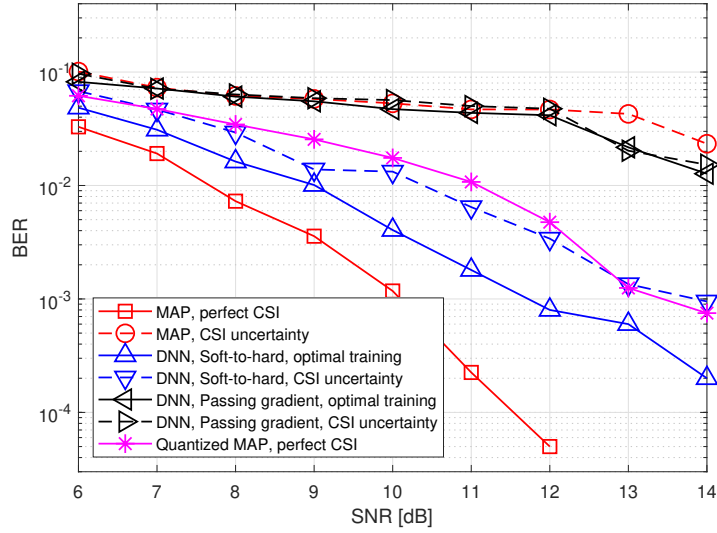 10⁻¹
10⁻²
10⁻³
10⁻⁴
BER
MAP, perfect CSI
MAP, CSI uncertainty
DNN, Soft-to-hard, optimal training
DNN, Soft-to-hard, CSI uncertainty
DNN, Passing gradient, optimal training
DNN, Passing gradient, CSI uncertainty
Quantized MAP, perfect CSI
6 7 8 9 10 11 12 13 14
SNR [dB]